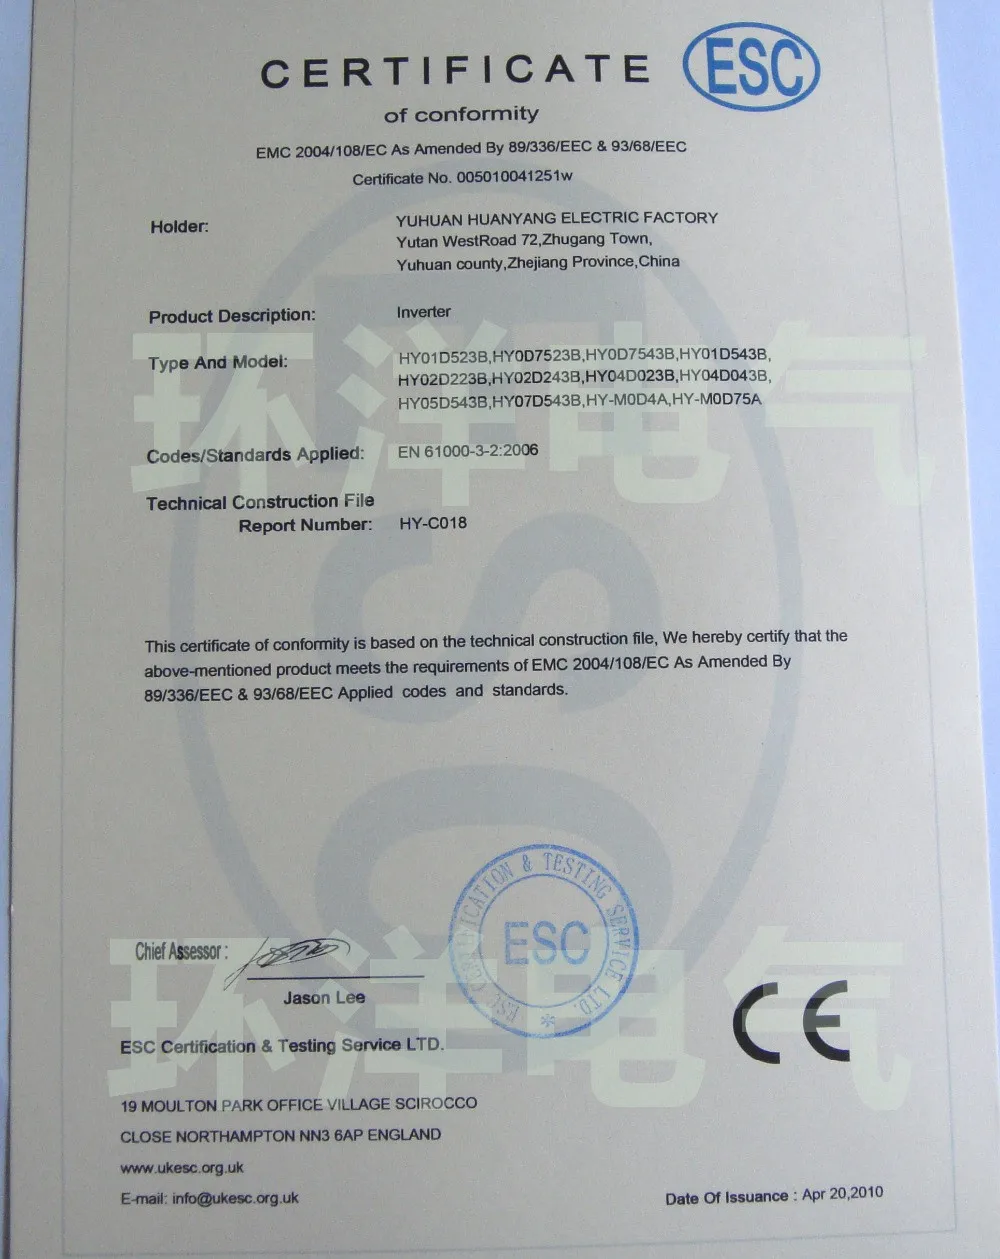 CERTIFICATE
ESC
of conformity
EMC 2004/108/EC As Amended By 89/336/EEC & 93/68/EEC
Certificate No. 005010041251w
Holder: YUHUAN HUANYANG ELECTRIC FACTORY
Yutan WestRoad 72,Zhugang Town,
Yuhuan county,Zhejiang Province,China
Product Description: Inverter
环洋电气
Type And Model: HY01D523B,HY0D7523B,HY0D7543B,HY01D543B,
HY02D223B,HY02D243B,HY04D023B,HY04D043B,
HY05D543B,HY07D543B,HY-M0D4A,HY-M0D75A
Codes/Standards Applied: EN 61000-3-2:2006
Technical Construction File
Report Number: HY-C018
ESC
This certificate of conformity is based on the technical construction file, We hereby certify that the
above-mentioned product meets the requirements of EMC 2004/108/EC As Amended By
89/336/EEC & 93/68/EEC Applied codes and standards.
ESC CERTIFICATION & TESTING SERVICE LTD.
ESC
Chief Assessor :
Jason Lee
环洋电气
CE
ESC Certification & Testing Service LTD.
19 MOULTON PARK OFFICE VILLAGE SCIROCCO
CLOSE NORTHAMPTON NN3 6AP ENGLAND
www.ukesc.org.uk
E-mail: info@ukesc.org.uk
Date Of Issuance : Apr 20,2010